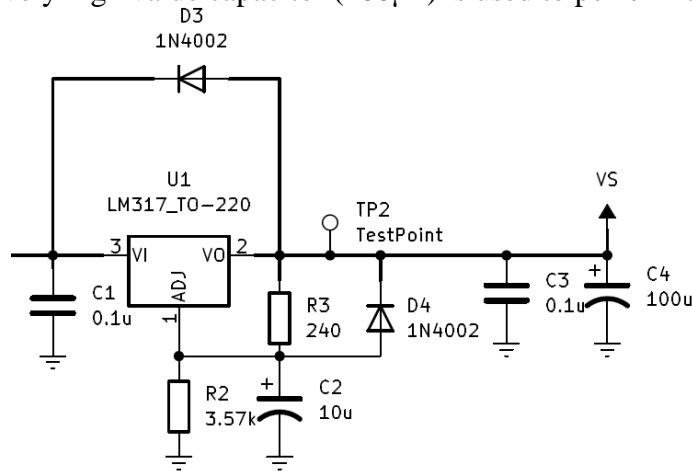 D3
1N4002
U1
LM317_TO-220
VS
TP2
TestPoint
3
VI
VO
2
ADJ
1
C1
0.1u
R3
240
D4
1N4002
C3
0.1u
+
C4
100u
R2
3.57k
+
C2
10u